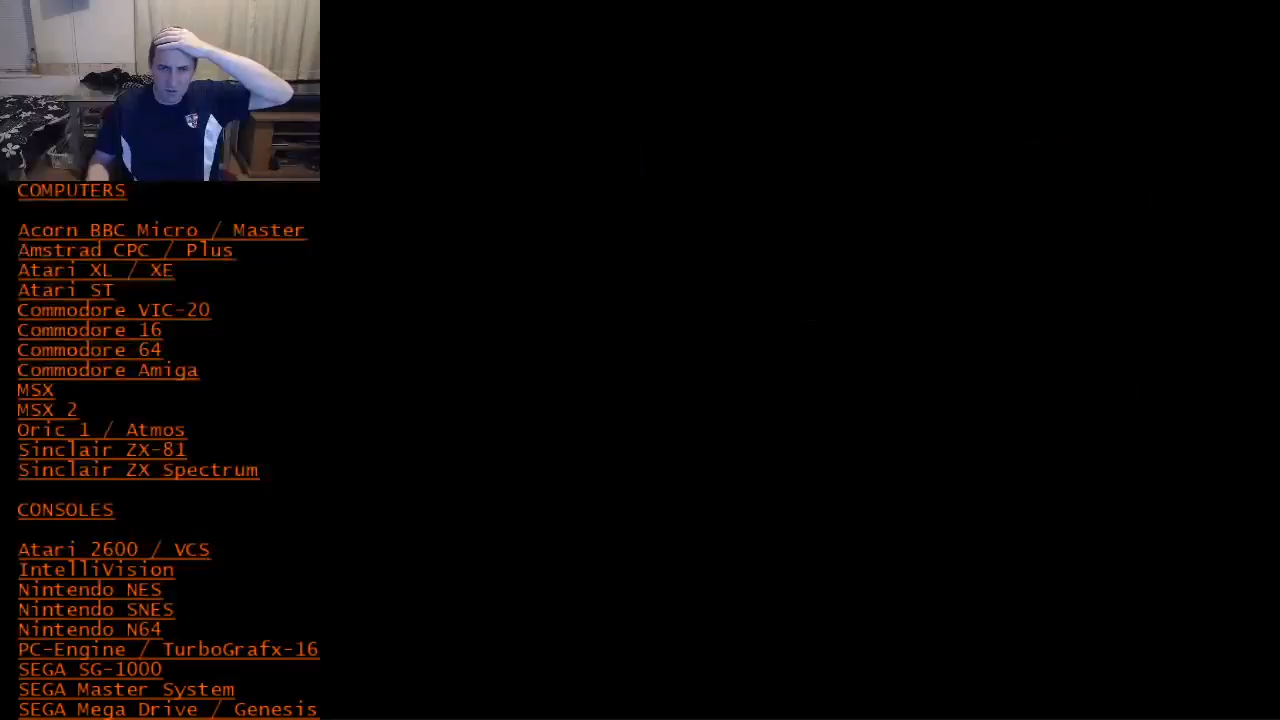 COMPUTERS
Acorn BBC Micro / Master
Amstrad CPC / Plus
Atari XL / XE
Atari ST
Commodore VIC-20
Commodore 16
Commodore 64
Commodore Amiga
MSX
MSX 2
Oric 1 / Atmos
Sinclair ZX-81
Sinclair ZX Spectrum
CONSOLES
Atari 2600 / VCS
IntelliVision
Nintendo NES
Nintendo SNES
Nintendo N64
PC-Engine / TurboGrafx-16
SEGA SG-1000
SEGA Master System
SEGA Mega Drive / Genesis